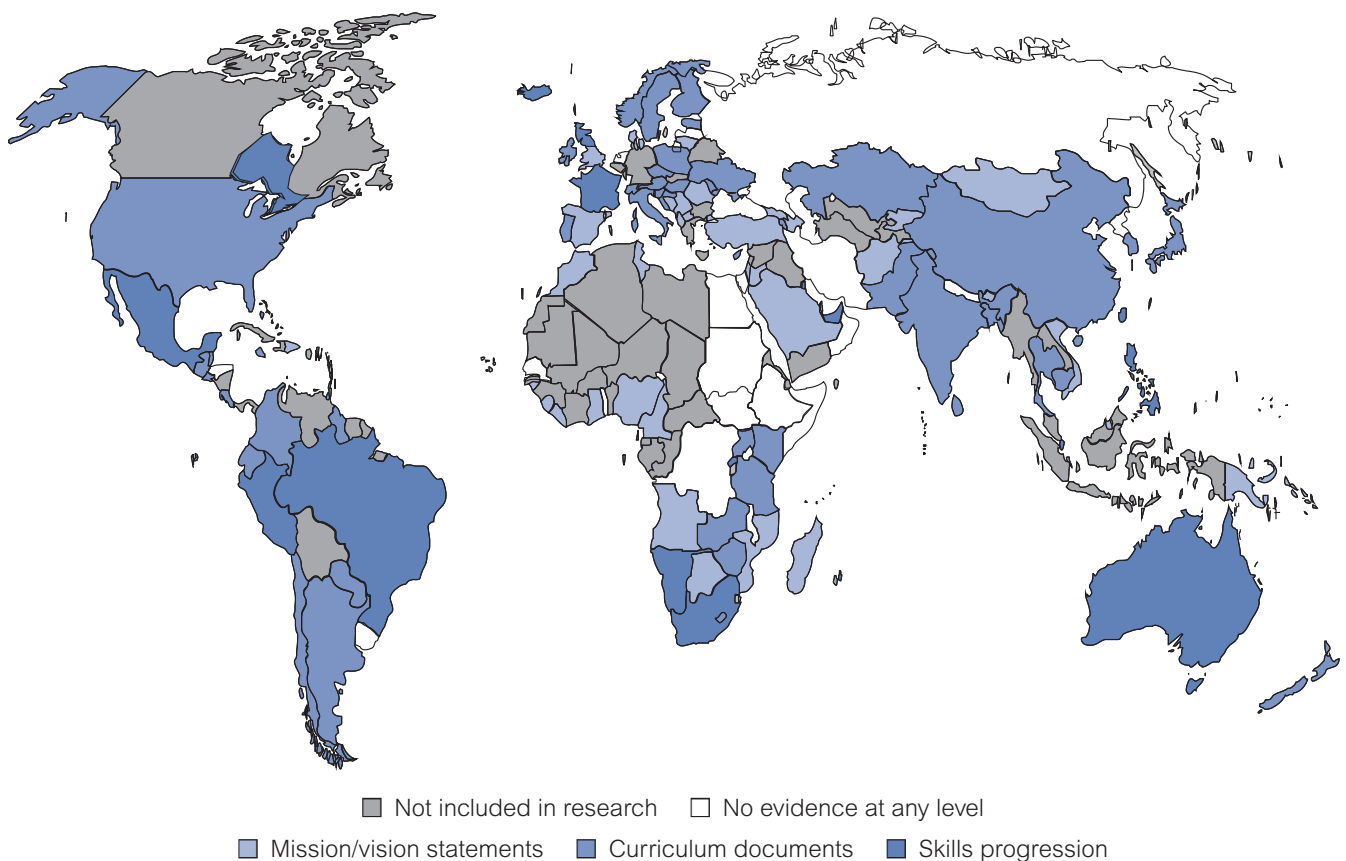 Not included in research No evidence at any level
Mission/vision statements Curriculum documents Skills progression